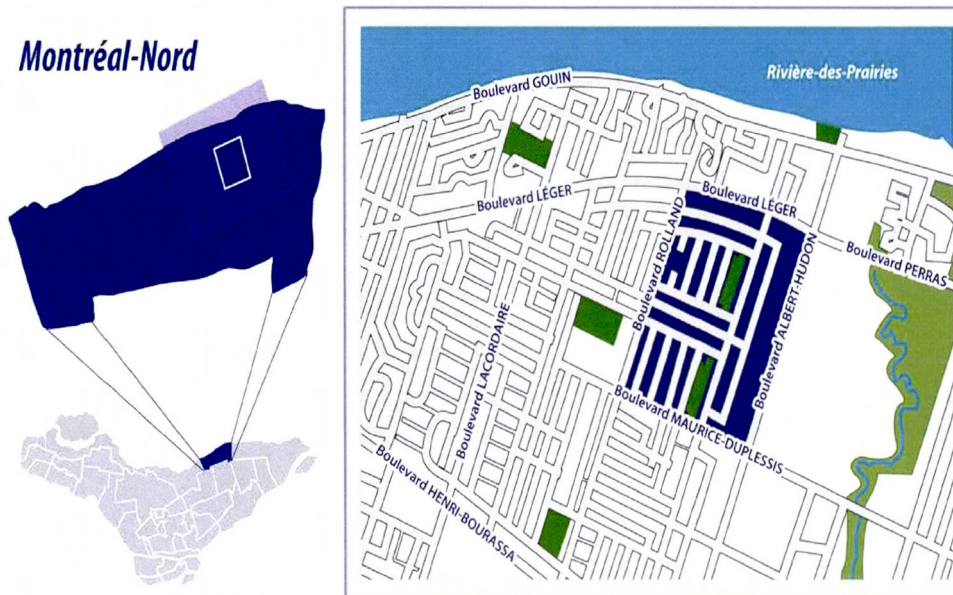 Montréal-Nord
Rivière-des-Prairies
Boulevard GOUIN
Boulevard LÉGER
Boulevard LÉGER
Boulevard ROLLAND
Boulevard PERRAS
Boulevard ALBERT-HUDON
Boulevard LACORDAIRE
Boulevard MAURICE-DUPLESSIS
Boulevard HENRI-BOURASSA